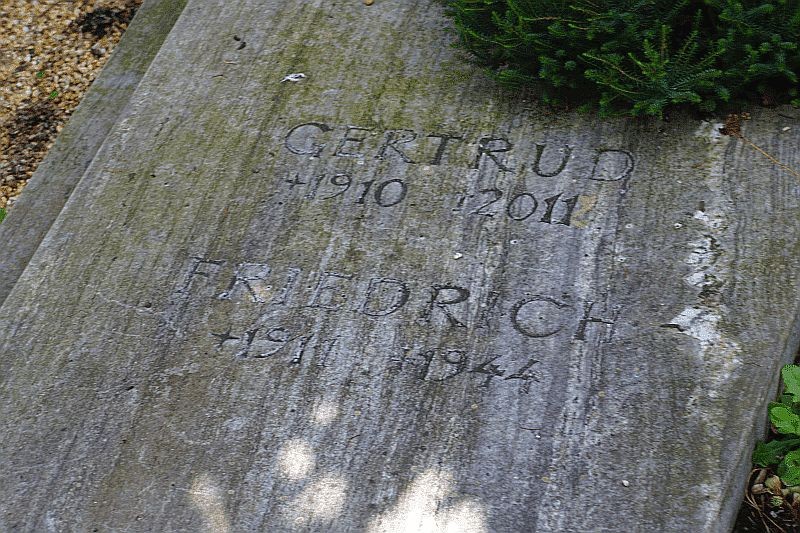 GERTRUD
*1910 †2011
FRIEDRICH
*1911 †1944